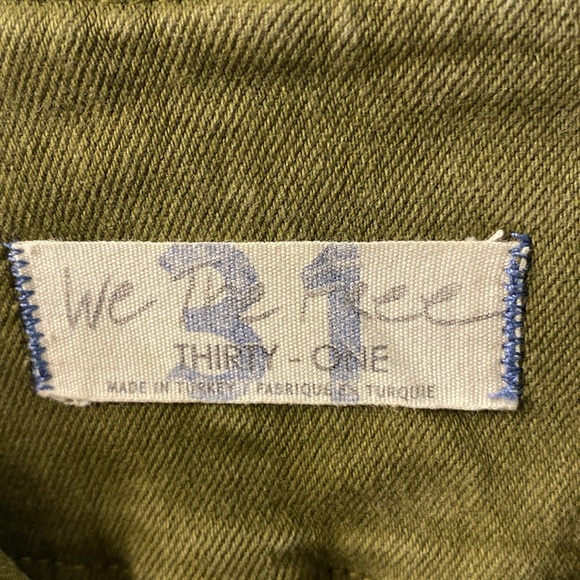 We The Free
31
THIRTY - ONE
MADE IN TURKEY / FABRIQUE EN TURQUIE